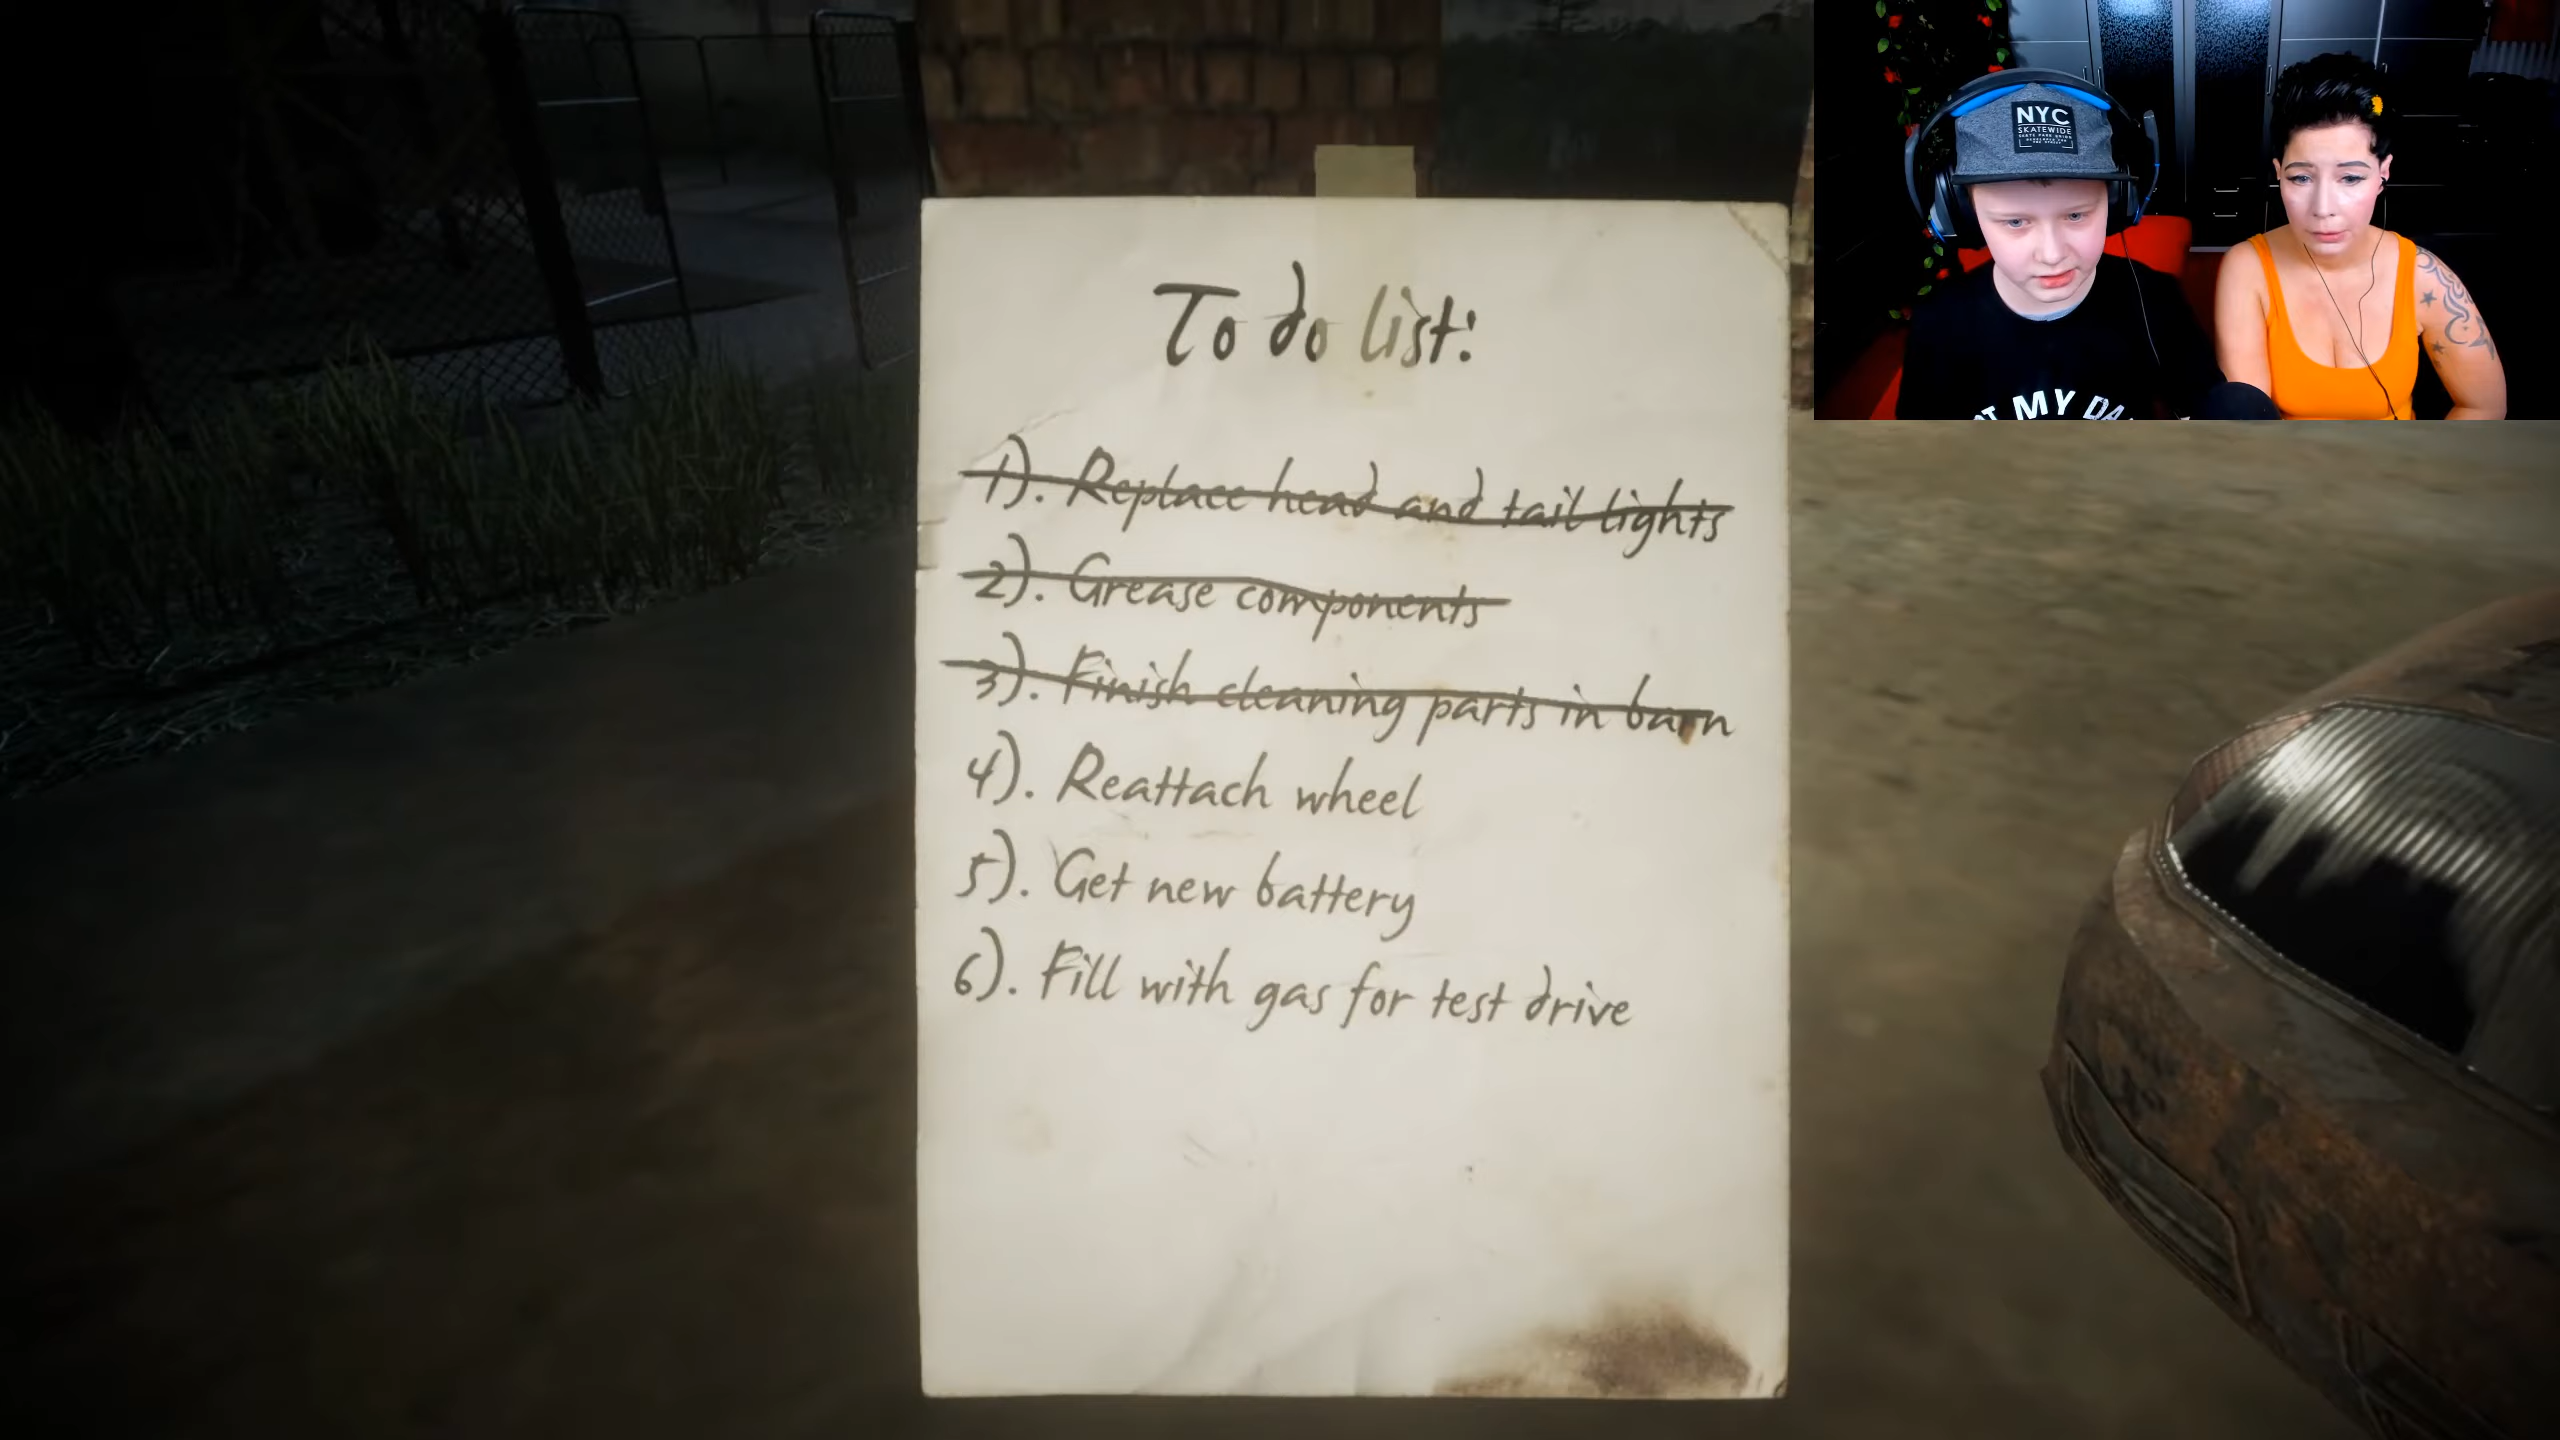 To do list:
1). Replace head and tail lights
2). Grease components
3). Finish cleaning parts in barn
4). Reattach wheel
5). Get new battery
6). Fill with gas for test drive
NYC
SKATEWIDE
MY